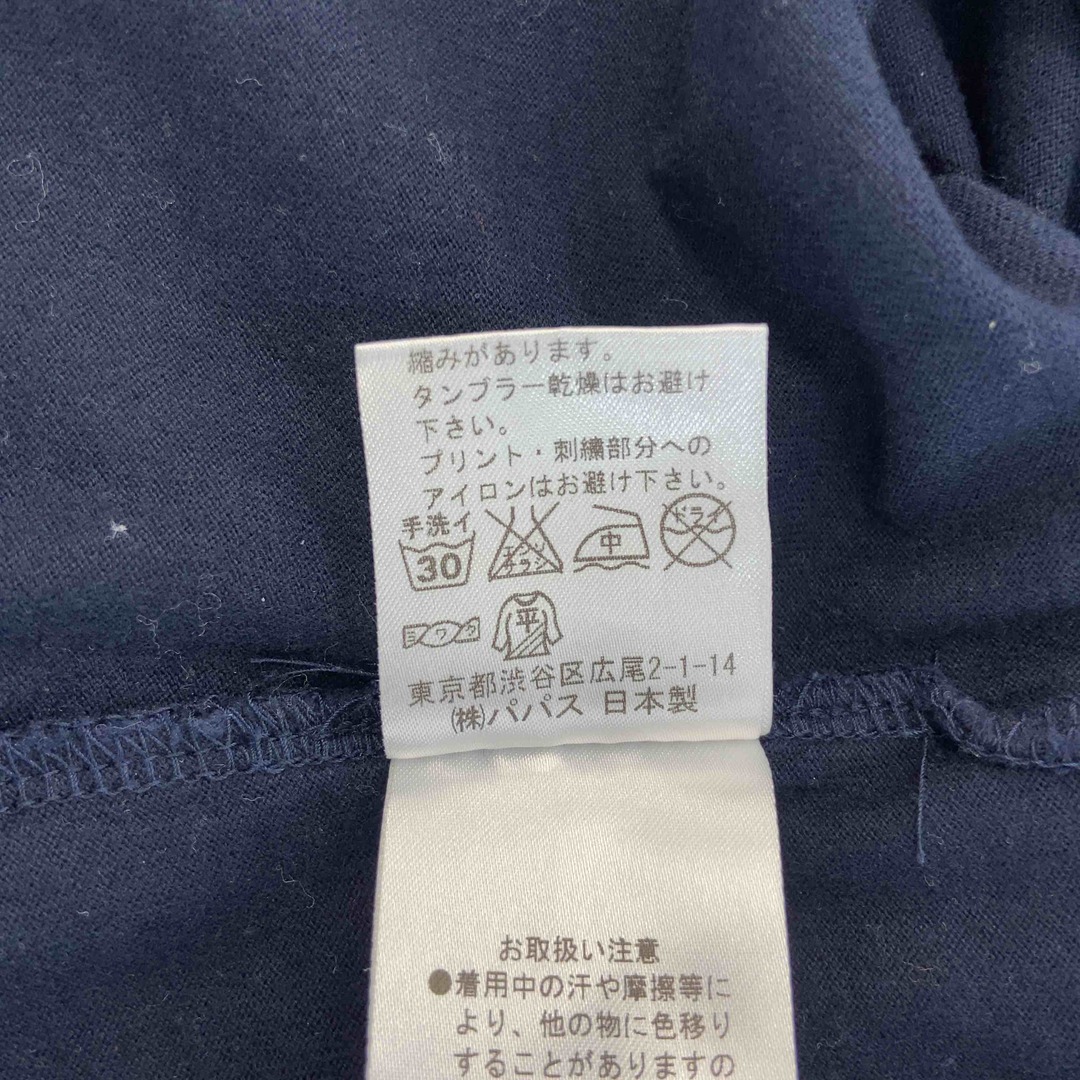 縮みがあります。
タンブラー乾燥はお避け
下さい。
プリント・刺繍部分への
アイロンはお避け下さい。
手洗イ
30
エンソ
サラシ
中
ドライ
ヨワク
平
東京都渋谷区広尾2-1-14
㈱パパス 日本製
お取扱い注意
●着用中の汗や摩擦等に
より、他の物に色移り
することがありますの